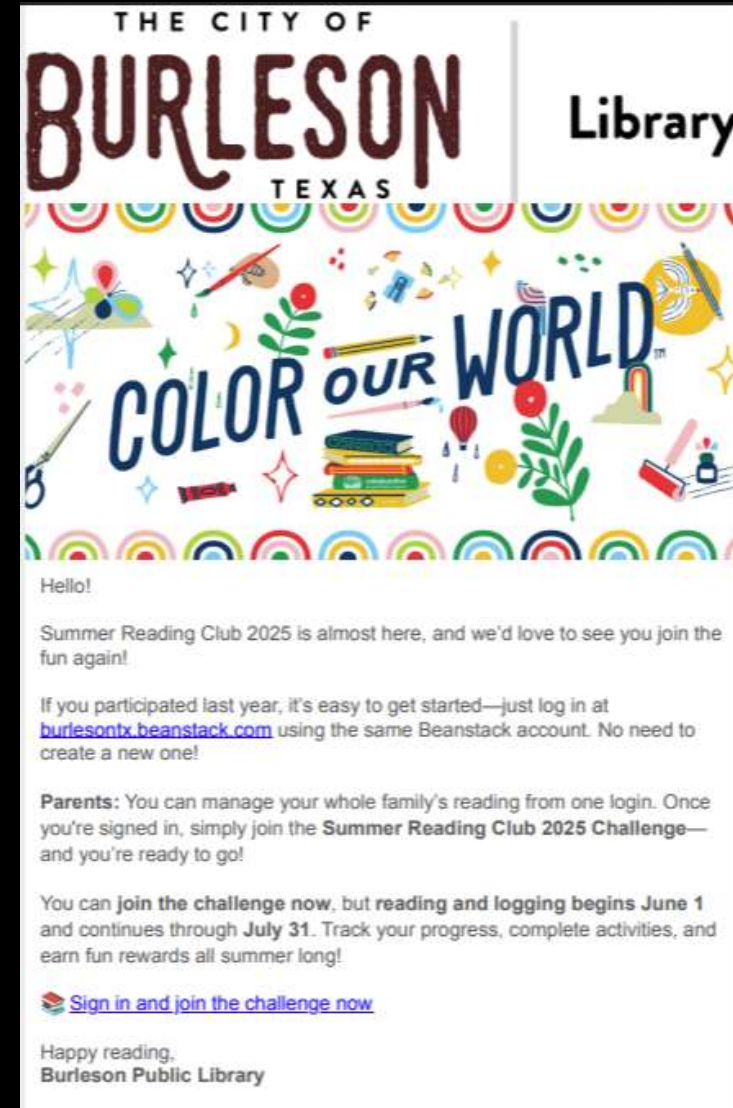 THE CITY OF
BURLESON
TEXAS
Library
COLOR OUR WORLD™
Hello!
Summer Reading Club 2025 is almost here, and we'd love to see you join the
fun again!
If you participated last year, it's easy to get started—just log in at
burlesontx.beanstack.com using the same Beanstack account. No need to
create a new one!
Parents: You can manage your whole family's reading from one login. Once
you're signed in, simply join the Summer Reading Club 2025 Challenge—
and you're ready to go!
You can join the challenge now, but reading and logging begins June 1
and continues through July 31. Track your progress, complete activities, and
earn fun rewards all summer long!
📚 Sign in and join the challenge now
Happy reading,
Burleson Public Library